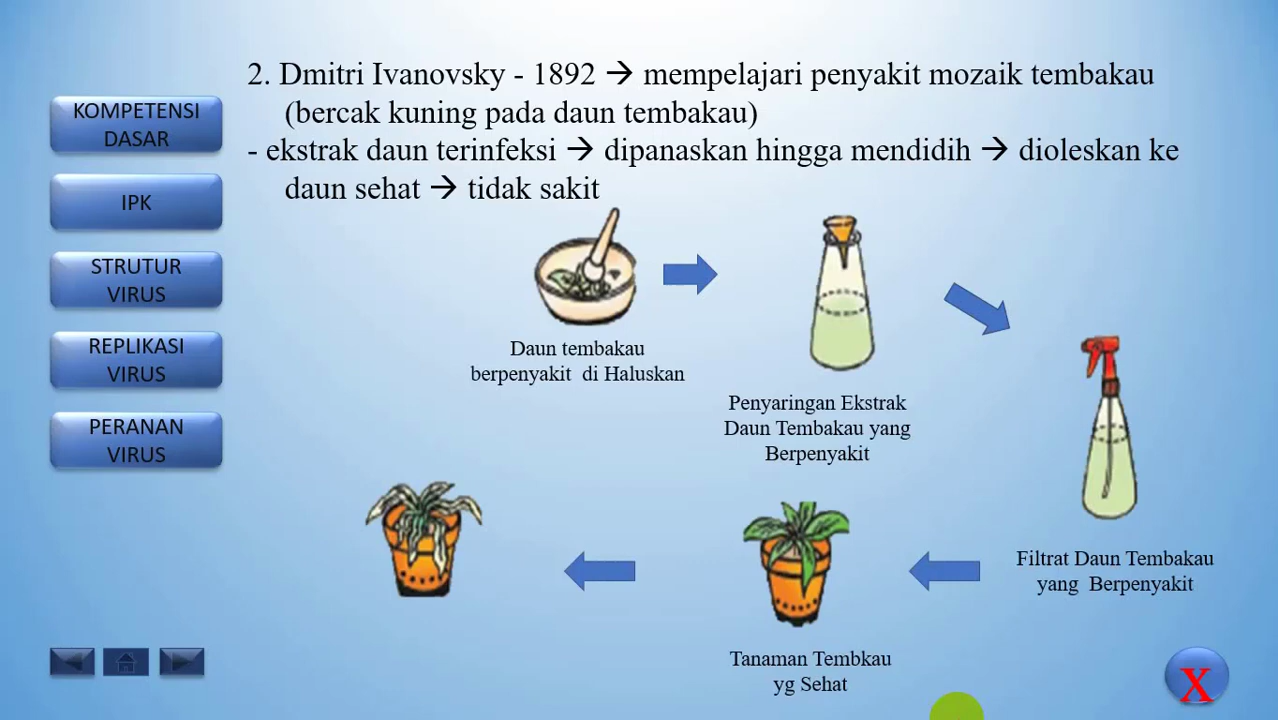 2. Dmitri Ivanovsky - 1892 → mempelajari penyakit mozaik tembakau
(bercak kuning pada daun tembakau)
- ekstrak daun terinfeksi → dipanaskan hingga mendidih → dioleskan ke
daun sehat → tidak sakit
KOMPETENSI
DASAR
IPK
STRUTUR
VIRUS
REPLIKASI
VIRUS
PERANAN
VIRUS
Daun tembakau
berpenyakit di Haluskan
Penyaringan Ekstrak
Daun Tembakau yang
Berpenyakit
Filtrat Daun Tembakau
yang Berpenyakit
Tanaman Tembkau
yg Sehat
X